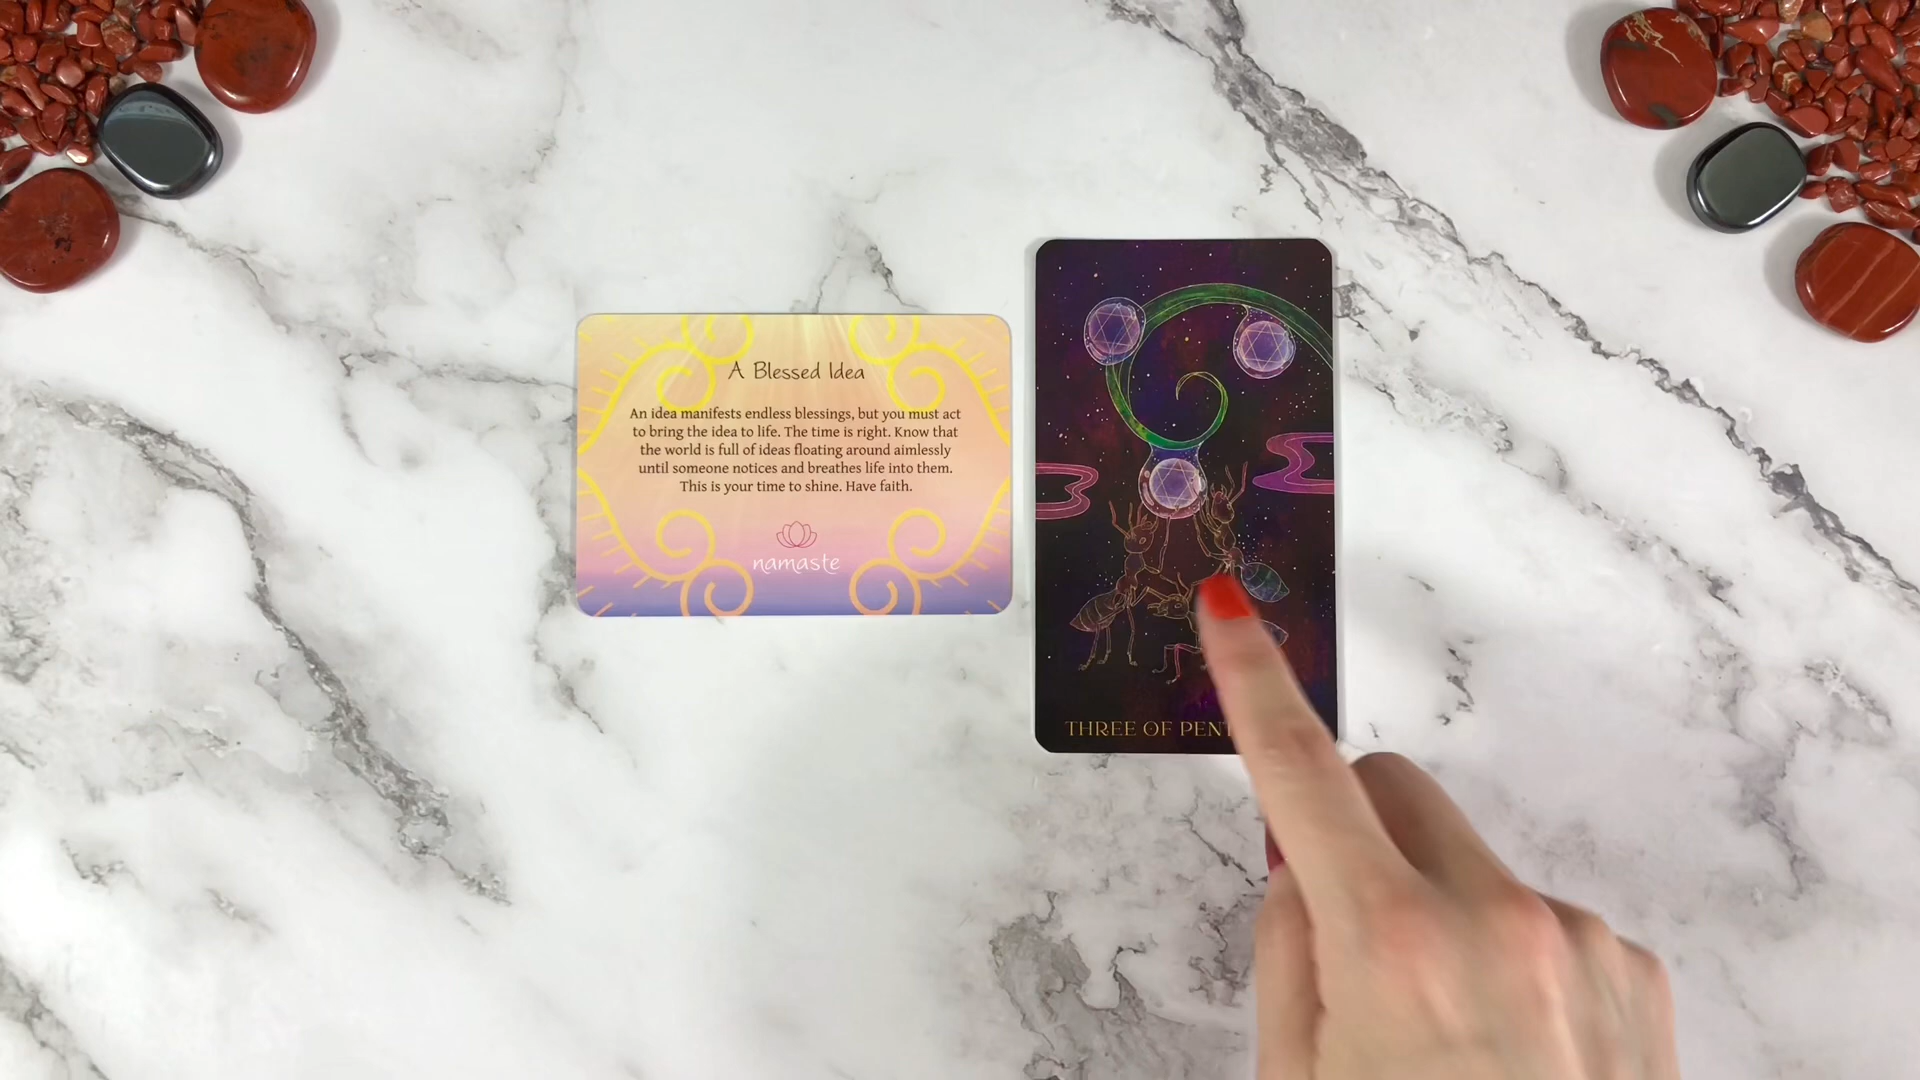 A Blessed Idea
An idea manifests endless blessings, but you must act
to bring the idea to life. The time is right. Know that
the world is full of ideas floating around aimlessly
until someone notices and breathes life into them.
This is your time to shine. Have faith.
namaste
THREE OF PENT